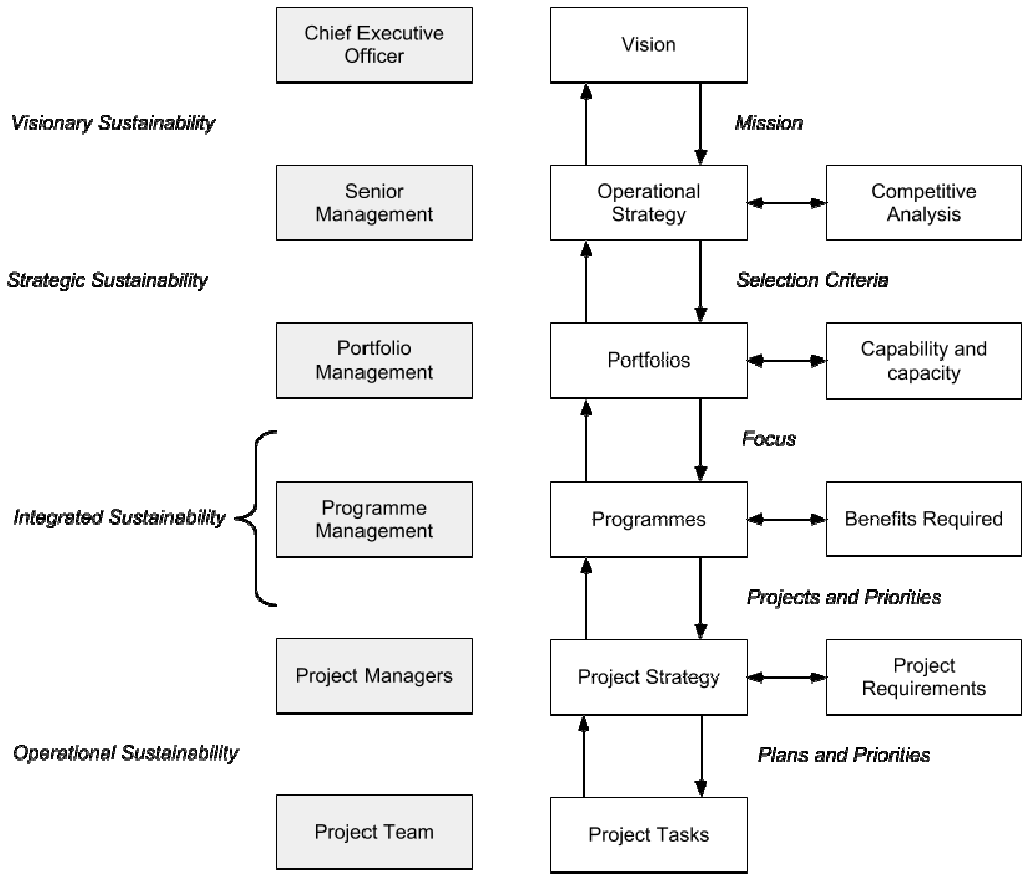 Chief Executive
Officer
Vision
Visionary Sustainability
Mission
Senior
Management
Operational
Strategy
Competitive
Analysis
Strategic Sustainability
Selection Criteria
Portfolio
Management
Portfolios
Capability and
capacity
Focus
Integrated Sustainability
Programme
Management
Programmes
Benefits Required
Projects and Priorities
Project Managers
Project Strategy
Project
Requirements
Operational Sustainability
Plans and Priorities
Project Team
Project Tasks